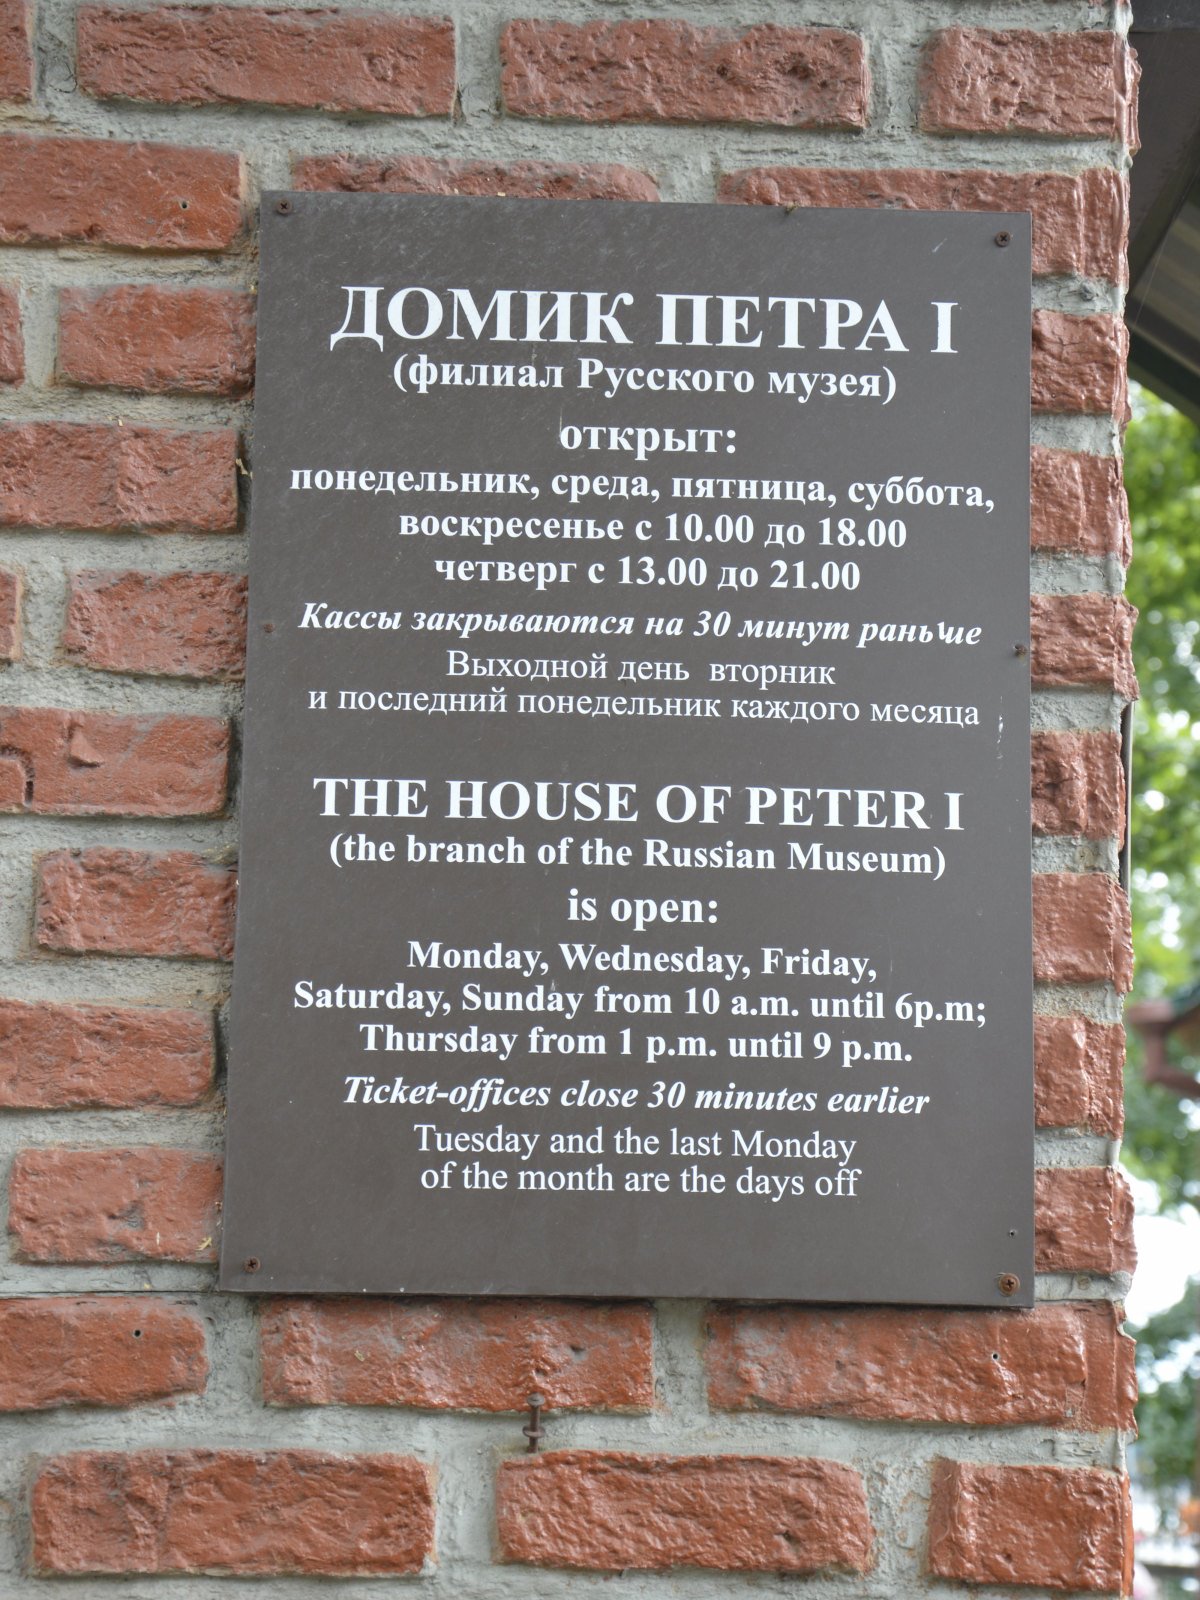 ДОМИК ПЕТРА I
(филиал Русского музея)
открыт:
понедельник, среда, пятница, суббота,
воскресенье с 10.00 до 18.00
четверг с 13.00 до 21.00
Кассы закрываются на 30 минут раньше
Выходной день вторник
и последний понедельник каждого месяца
THE HOUSE OF PETER I
(the branch of the Russian Museum)
is open:
Monday, Wednesday, Friday,
Saturday, Sunday from 10 a.m. until 6p.m;
Thursday from 1 p.m. until 9 p.m.
Ticket-offices close 30 minutes earlier
Tuesday and the last Monday
of the month are the days off